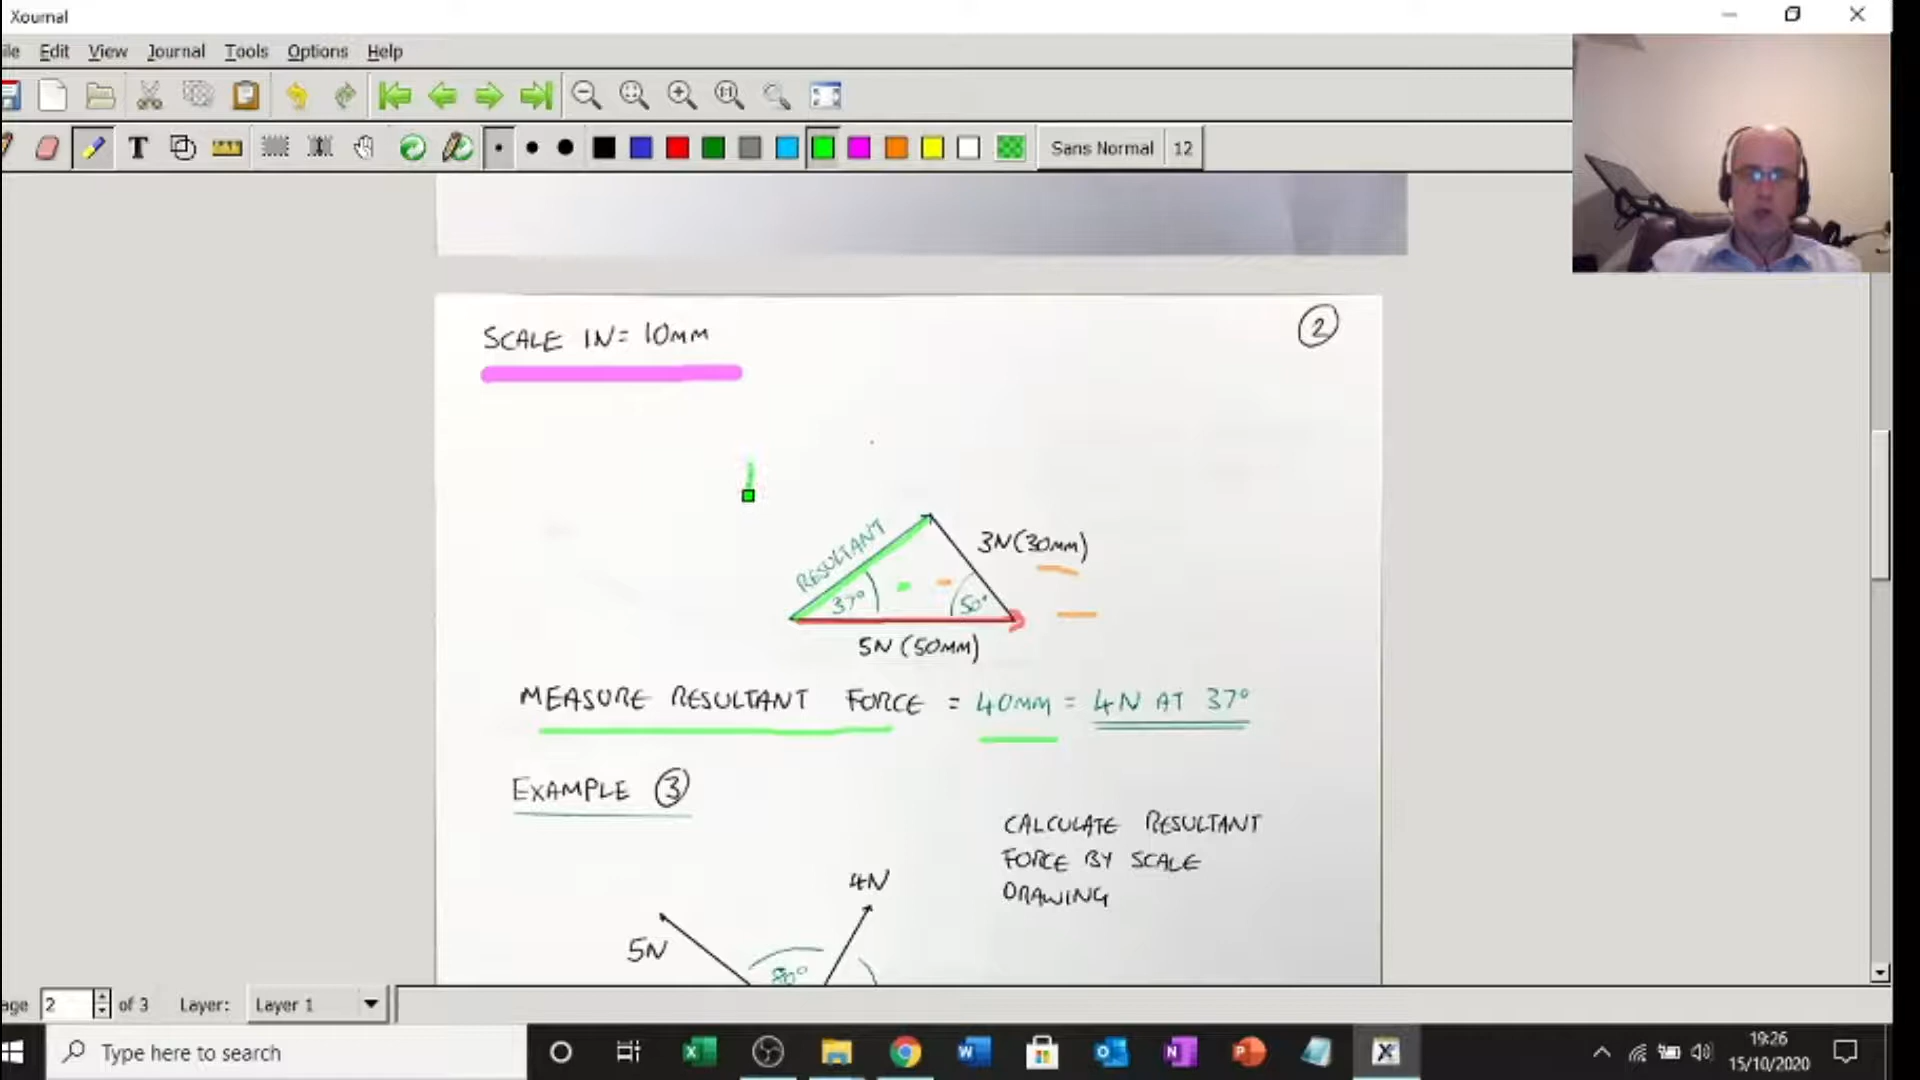 Xournal
ile Edit View Journal Tools Options Help
T Sans Normal 12
SCALE 1N = 10MM
2
RESULTANT
3N (30MM)
37° 50°
5N (50MM)
MEASURE RESULTANT FORCE = 40MM = 4N AT 37°
EXAMPLE 3
CALCULATE RESULTANT
FORCE BY SCALE
DRAWING
4N
5N
80°
age 2 of 3 Layer: Layer 1
Type here to search
19:26
15/10/2020